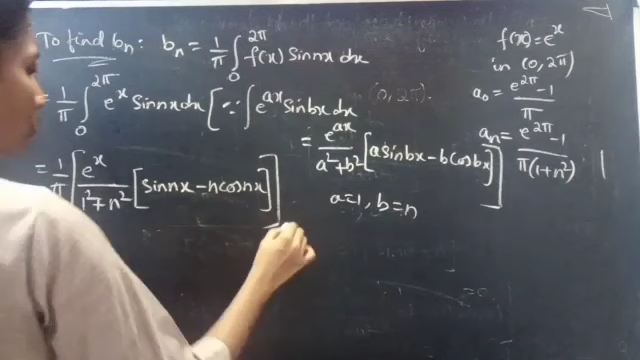 To find bn: bn = 1/π ∫₀^2π f(x) Sinnx dx
= 1/π ∫₀^2π e^x Sinnx dx [∵ ∫ e^ax sinbx dx
= e^ax/(a²+b²) [a sinbx - b cosbx]]
= 1/π [e^x/(1²+n²) [Sinnx - n cosnx]]
a=1, b=n
f(x)=e^x
in (0, 2π)
a₀ = (e^2π - 1)/π
an = (e^2π - 1)/(π(1+n²))
(0, 2π).